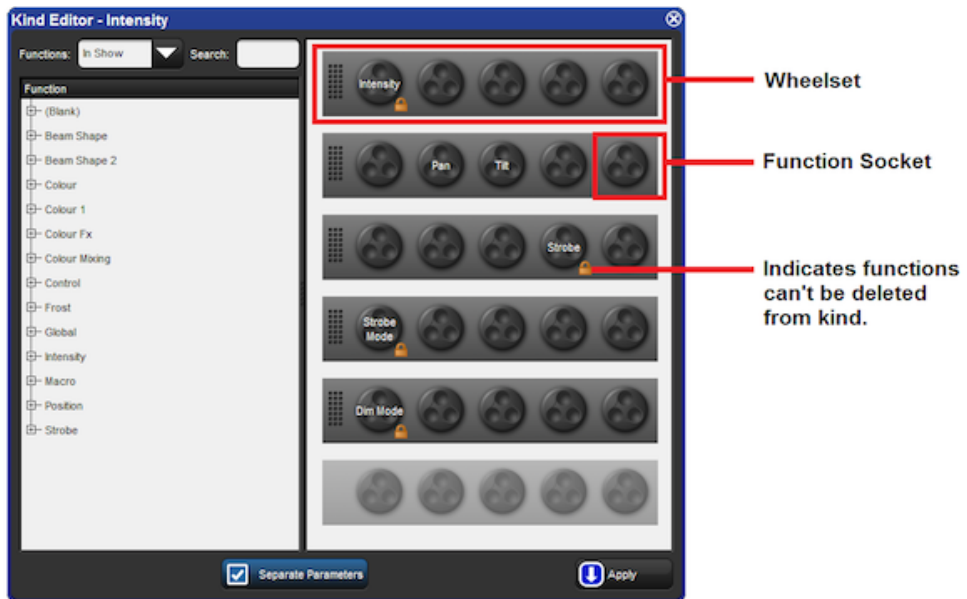 Kind Editor - Intensity
Functions: In Show Search:
Function
(Blank)
Beam Shape
Beam Shape 2
Colour
Colour 1
Colour Fx
Colour Mixing
Control
Frost
Global
Intensity
Macro
Position
Strobe
Intensity
Pan Tilt
Strobe
Strobe
Mode
Dim Mode
Separate Parameters
Apply
Wheelset
Function Socket
Indicates functions
can't be deleted
from kind.